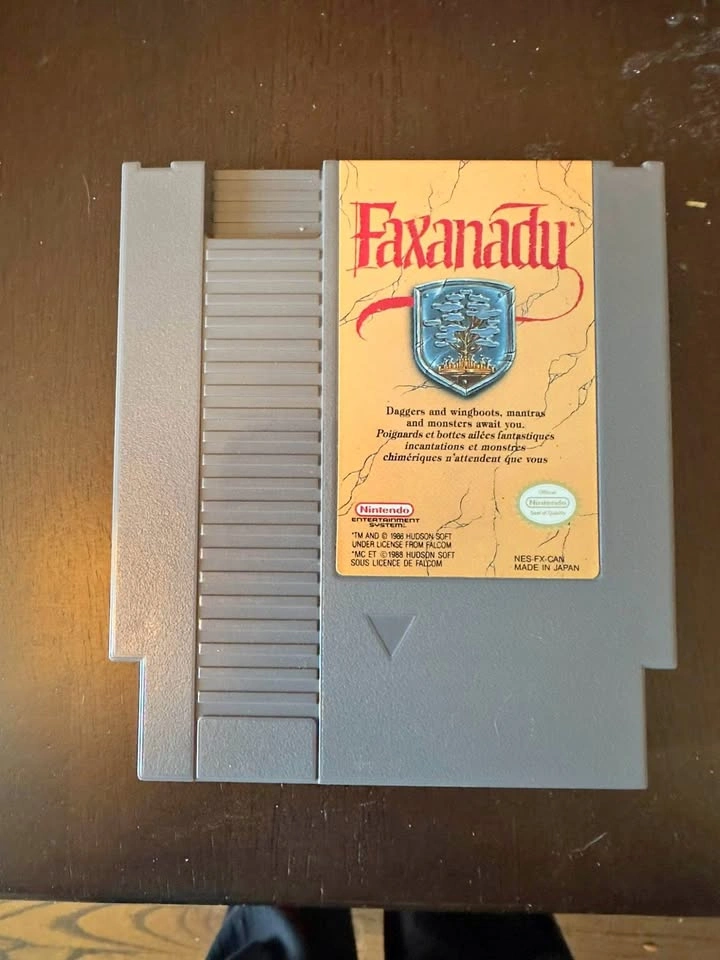 Faxanadu™
Daggers and wingboots, mantras
and monsters await you.
Poignards et bottes ailées fantastiques
incantations et monstres
chimériques n'attendent que vous
Official
Nintendo
Seal of Quality
Nintendo®
ENTERTAINMENT
SYSTEM™
*TM AND © 1988 HUDSON SOFT
UNDER LICENSE FROM FALCOM
*MC ET © 1988 HUDSON SOFT
SOUS LICENCE DE FALCOM
NES-FX-CAN
MADE IN JAPAN